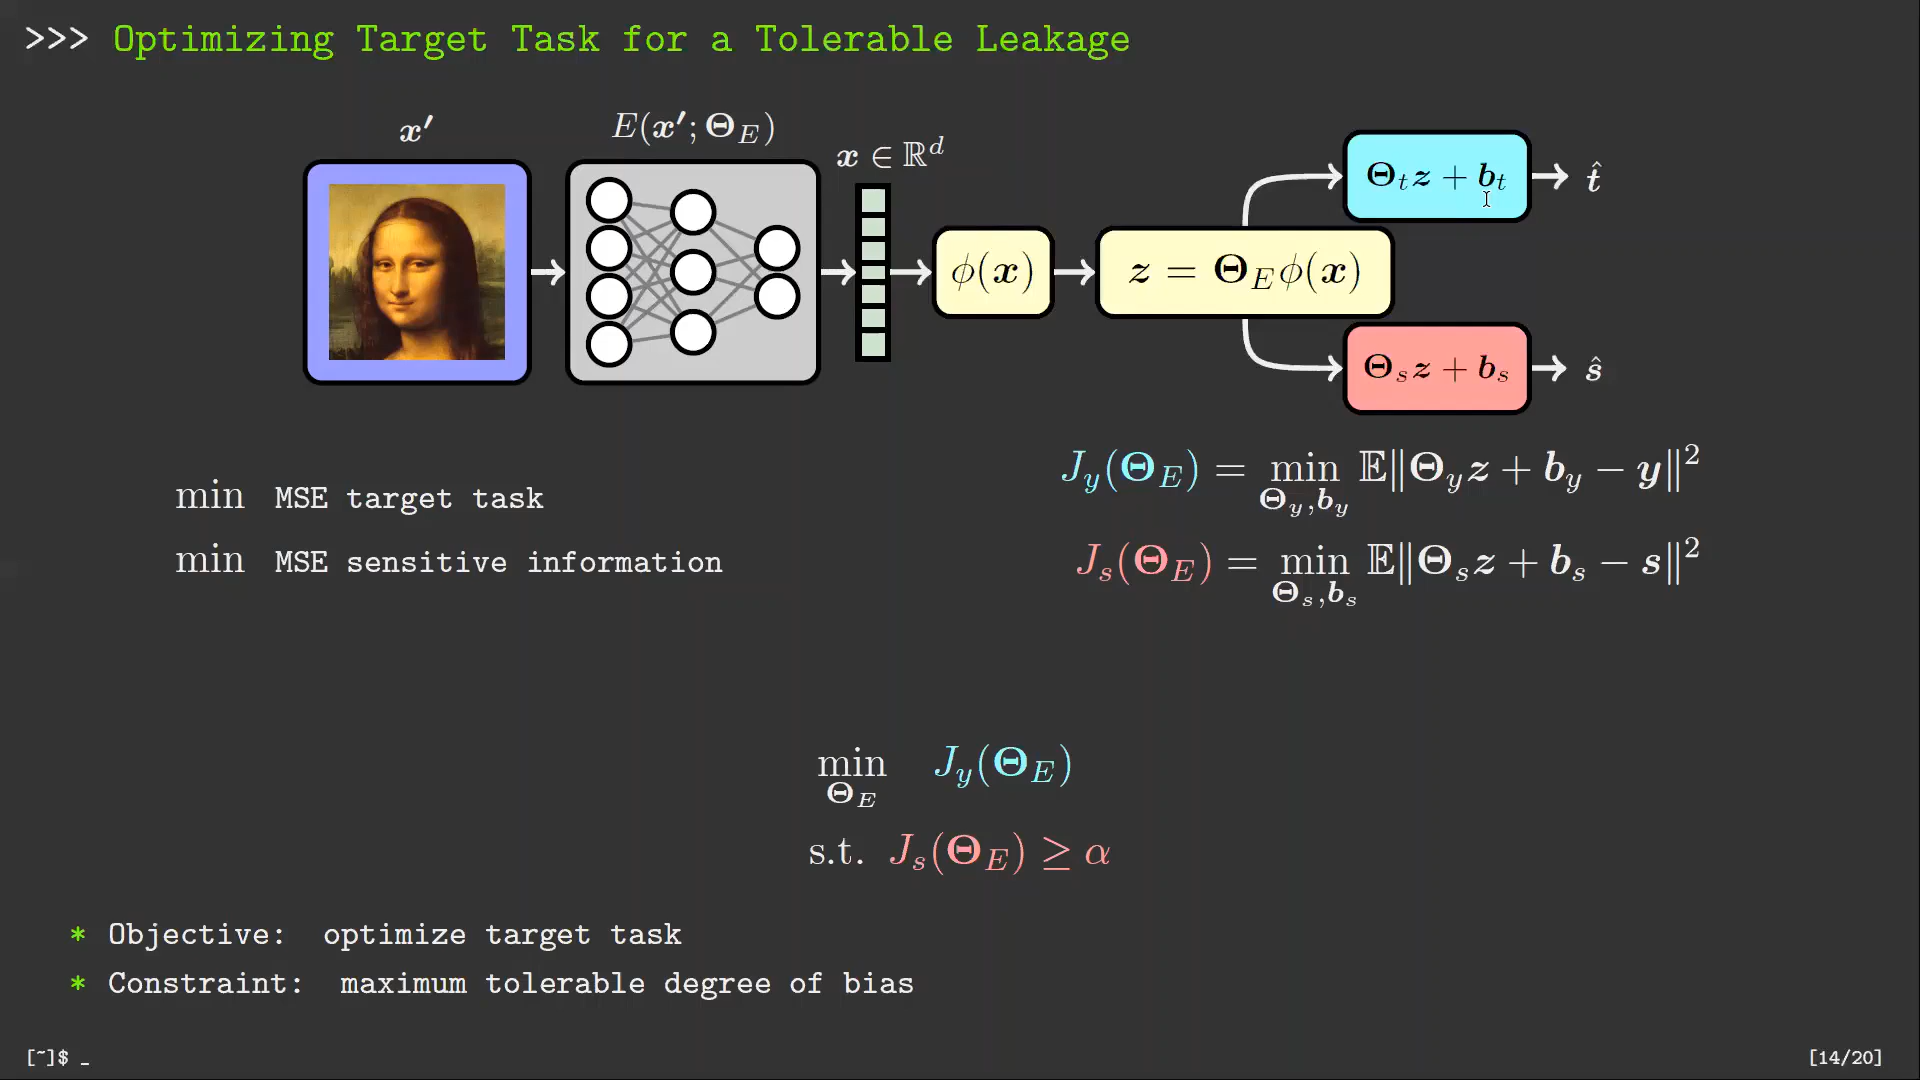 >>> Optimizing Target Task for a Tolerable Leakage
x′
E(x′; Θ_E)
x ∈ ℝ^d
ϕ(x)
z = Θ_E ϕ(x)
Θ_t z + b_t
t̂
Θ_s z + b_s
ŝ
min MSE target task
min MSE sensitive information
J_y(Θ_E) = min_{Θ_y, b_y} 𝔼‖Θ_y z + b_y − y‖²
J_s(Θ_E) = min_{Θ_s, b_s} 𝔼‖Θ_s z + b_s − s‖²
min_{Θ_E} J_y(Θ_E)
s.t. J_s(Θ_E) ≥ α
* Objective: optimize target task
* Constraint: maximum tolerable degree of bias
[~]$ _
[14/20]